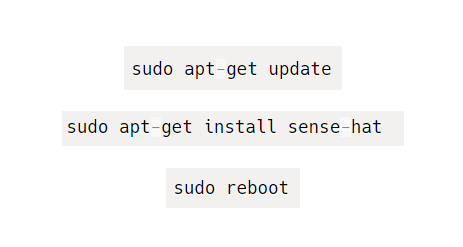 sudo apt-get update
sudo apt-get install sense-hat
sudo reboot